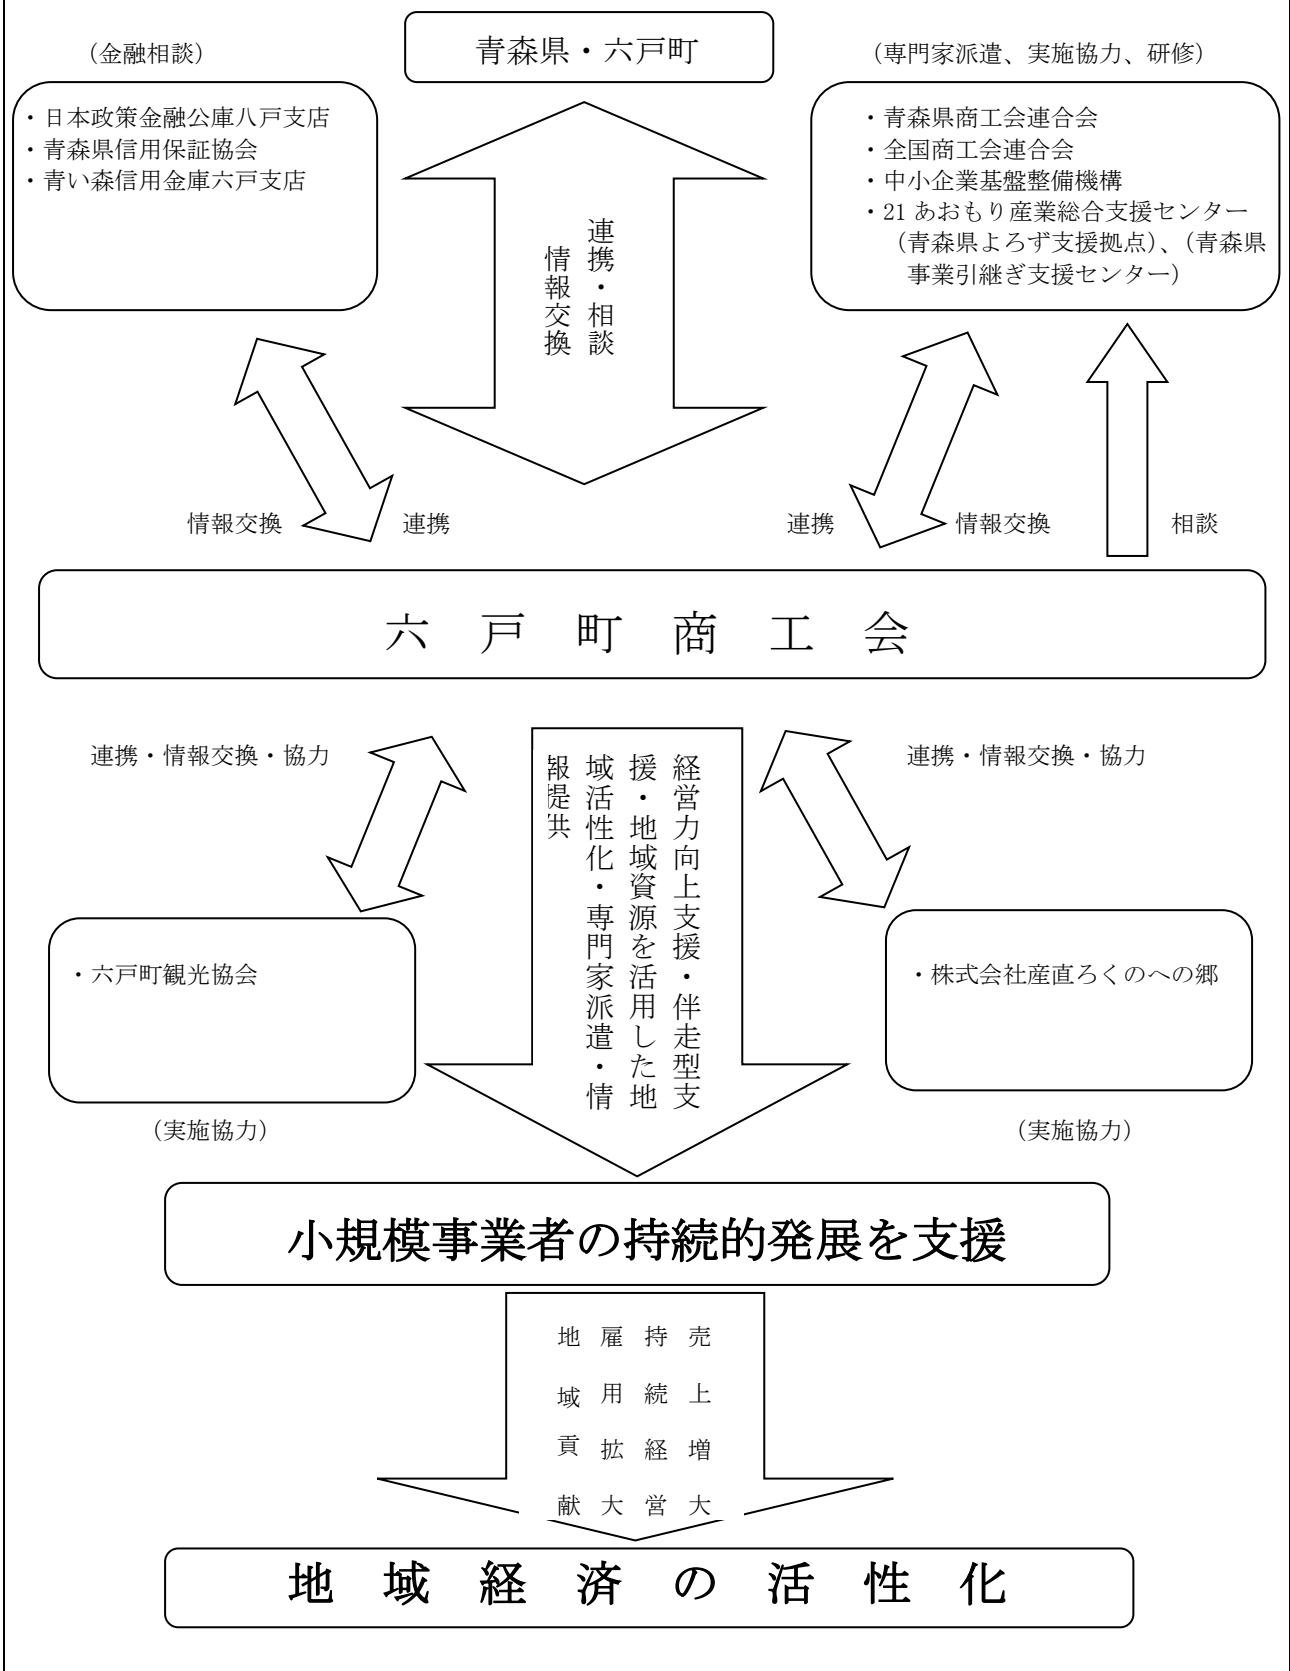 青森県・六戸町
（金融相談）
・日本政策金融公庫八戸支店
・青森県信用保証協会
・青い森信用金庫六戸支店
（専門家派遣、実施協力、研修）
・青森県商工会連合会
・全国商工会連合会
・中小企業基盤整備機構
・21 あおもり産業総合支援センター
（青森県よろず支援拠点）、（青森県
事業引継ぎ支援センター）
連携・相談
情報交換
情報交換
連携
連携
情報交換
相談
六　戸　町　商　工　会
連携・情報交換・協力
連携・情報交換・協力
経営力向上支援・伴走型支
援・地域資源を活用した地
域活性化・専門家派遣・情
報提供
・六戸町観光協会
（実施協力）
・株式会社産直ろくのへの郷
（実施協力）
小規模事業者の持続的発展を支援
売上増大
持続経営
雇用拡大
地域貢献
地　域　経　済　の　活　性　化